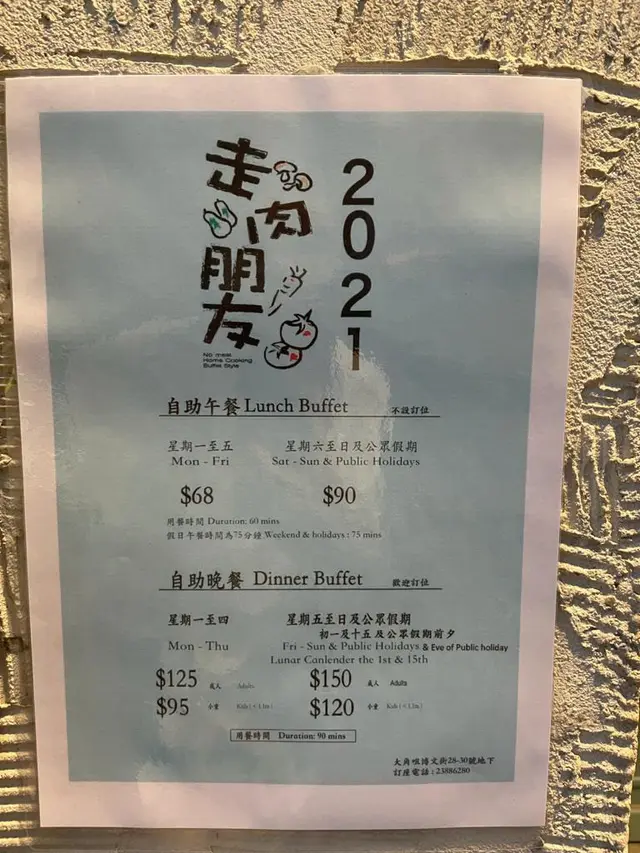 走肉朋友
2021
No meat
Home Cooking
Buffet Style
自助午餐 Lunch Buffet 不設訂位
星期一至五 星期六至日及公眾假期
Mon - Fri Sat - Sun & Public Holidays
$68 $90
用餐時間 Duration: 60 mins
假日午餐時間為75分鐘 Weekend & holidays : 75 mins
自助晚餐 Dinner Buffet 歡迎訂位
星期一至四 星期五至日及公眾假期
初一及十五及公眾假期前夕
Mon - Thu Fri - Sun & Public Holidays & Eve of Public holiday
Lunar Canlender the 1st & 15th
$125 成人 Adults $150 成人 Adults
$95 小童 Kids $120 小童 Kids
用餐時間 Duration: 90 mins
大角咀博文街28-30號地下
訂座電話 : 23886280